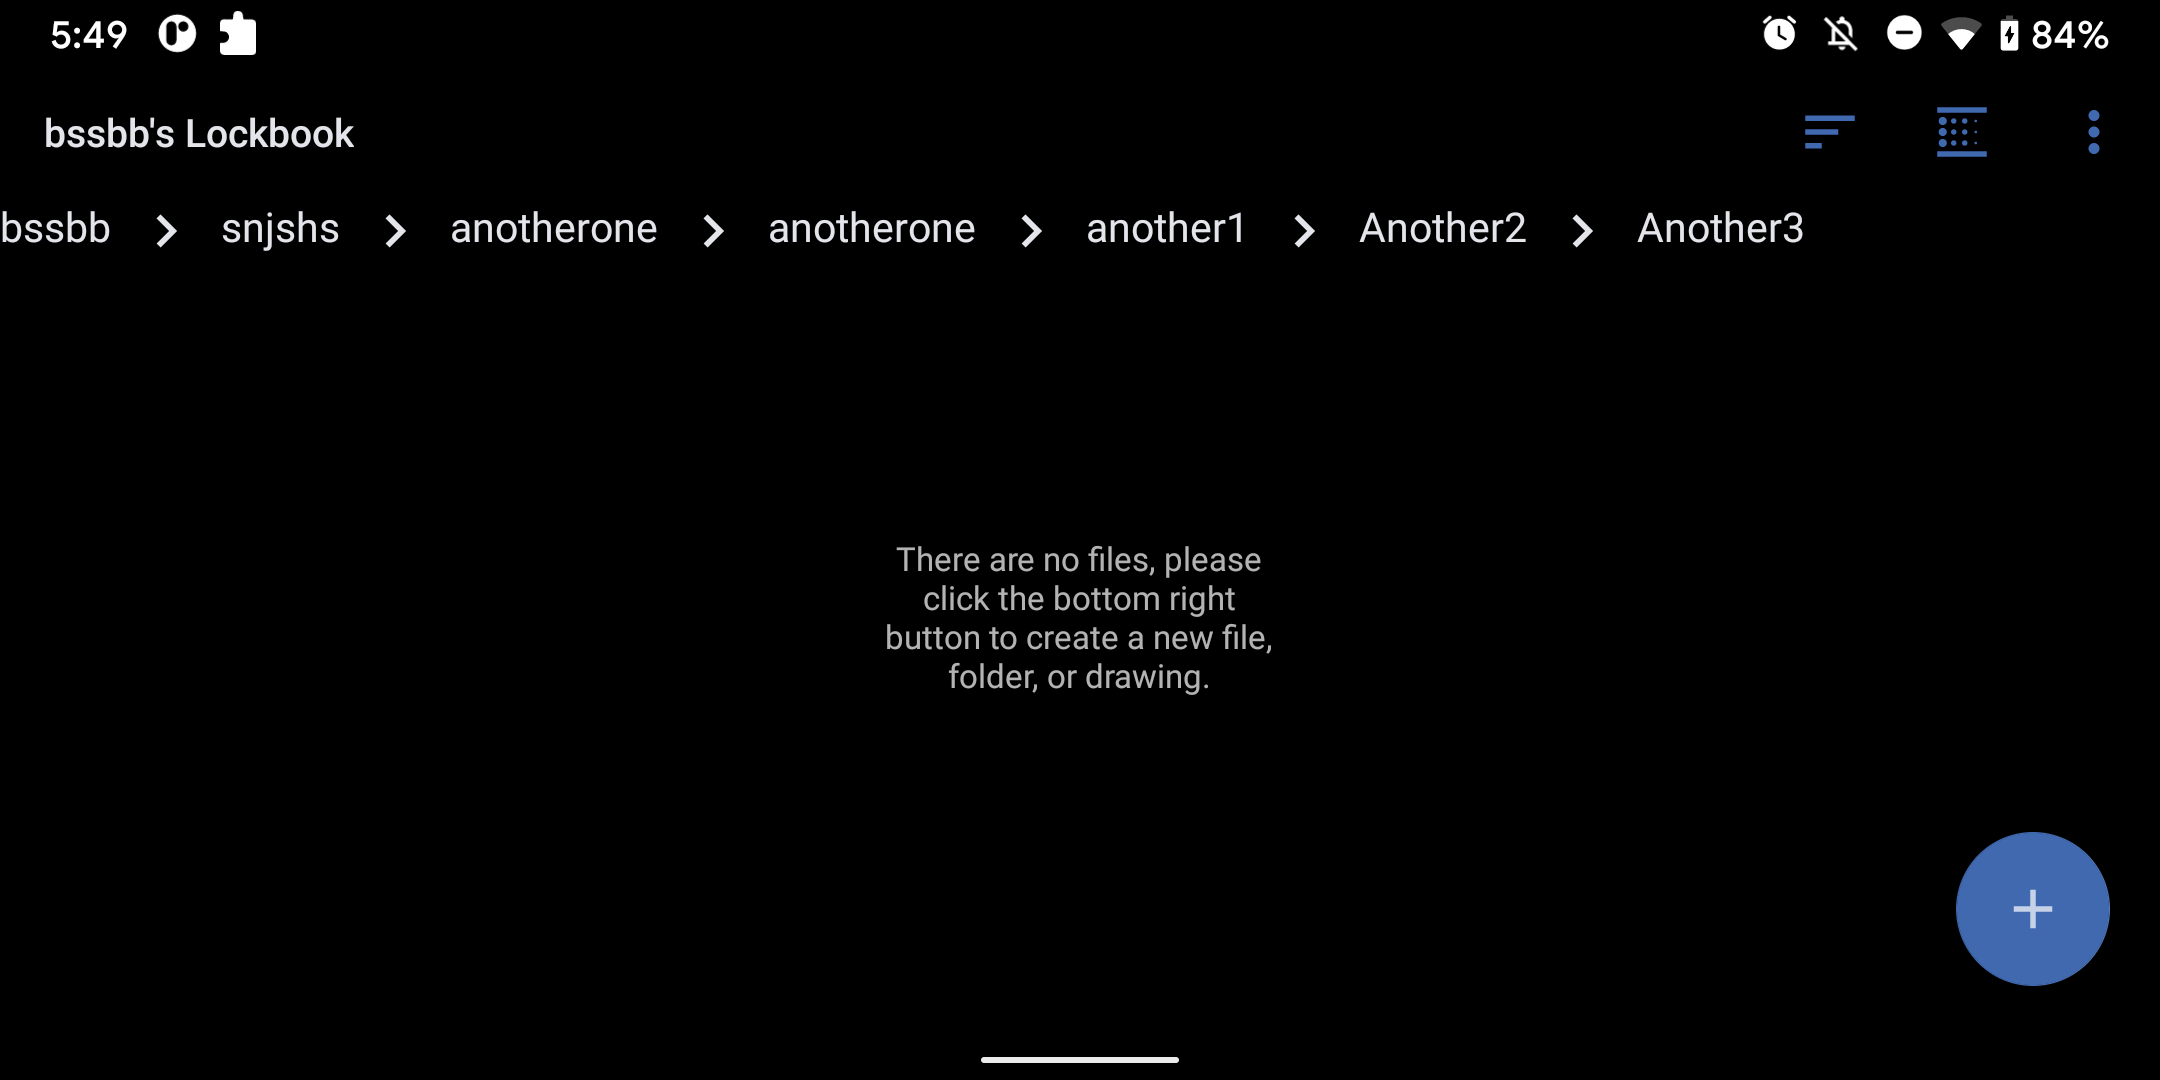 5:49 84%
bssbb's Lockbook
bssbb snjshs anotherone anotherone another1 Another2 Another3
There are no files, please
click the bottom right
button to create a new file,
folder, or drawing.